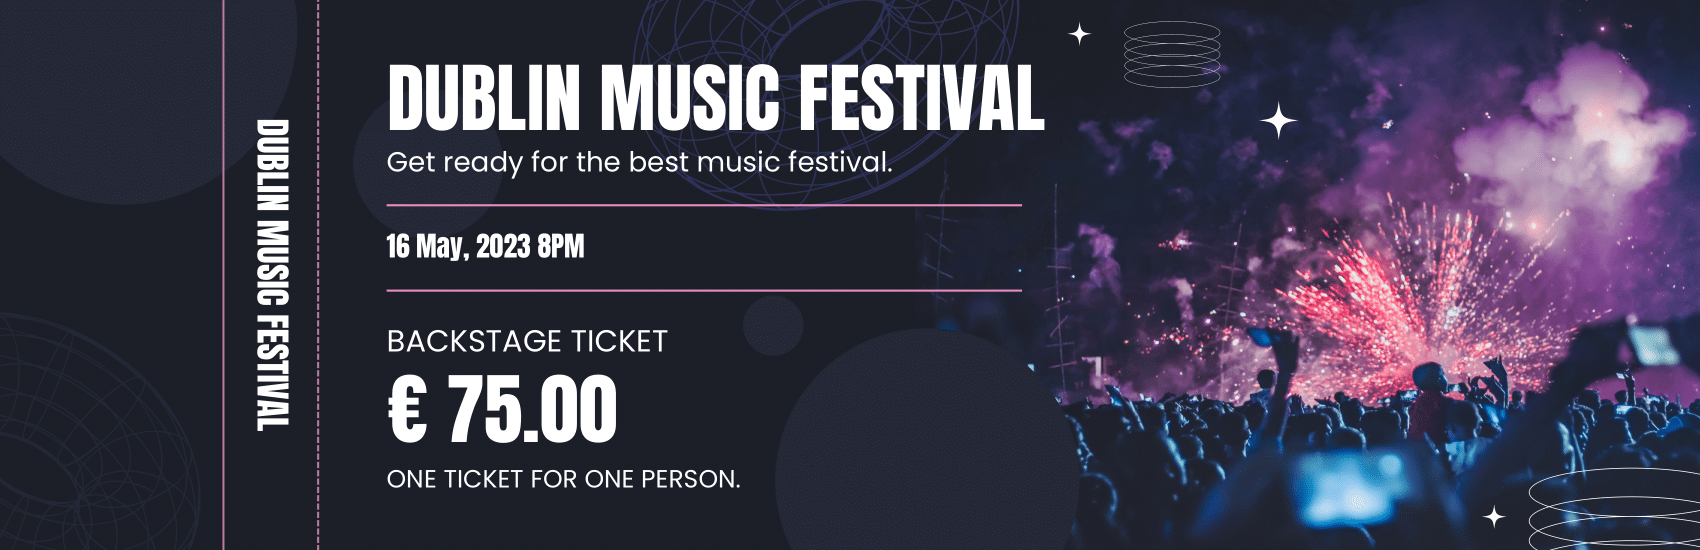 DUBLIN MUSIC FESTIVAL
DUBLIN MUSIC FESTIVAL
Get ready for the best music festival.
16 May, 2023 8PM
BACKSTAGE TICKET
€ 75.00
ONE TICKET FOR ONE PERSON.